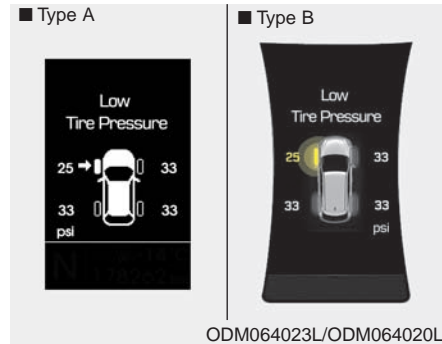 ■ Type A
Low
Tire Pressure
25
33
33
33
psi
■ Type B
Low
Tire Pressure
25
33
33
33
psi
ODM064023L/ODM064020L